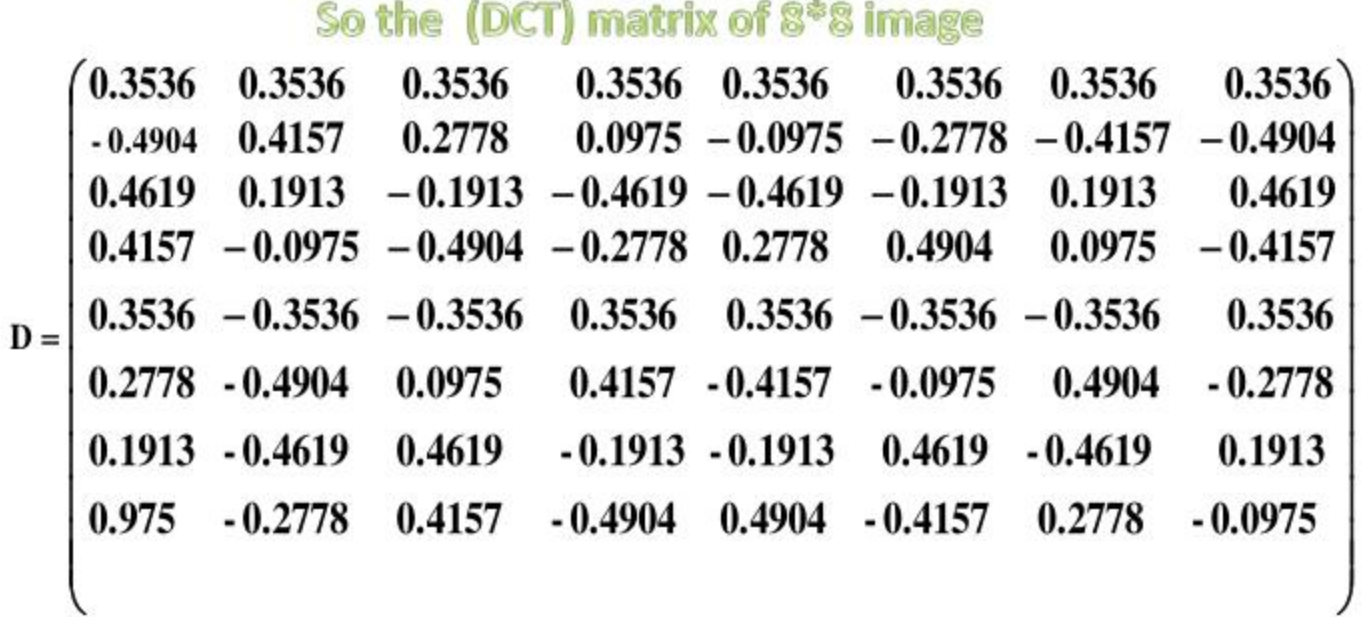 So the (DCT) matrix of 8*8 image
0.3536 0.3536 0.3536 0.3536 0.3536 0.3536 0.3536 0.3536
- 0.4904 0.4157 0.2778 0.0975 – 0.0975 – 0.2778 – 0.4157 – 0.4904
0.4619 0.1913 – 0.1913 – 0.4619 – 0.4619 – 0.1913 0.1913 0.4619
0.4157 – 0.0975 – 0.4904 – 0.2778 0.2778 0.4904 0.0975 – 0.4157
0.3536 – 0.3536 – 0.3536 0.3536 0.3536 – 0.3536 – 0.3536 0.3536
D =
0.2778 - 0.4904 0.0975 0.4157 - 0.4157 - 0.0975 0.4904 - 0.2778
0.1913 - 0.4619 0.4619 - 0.1913 - 0.1913 0.4619 - 0.4619 0.1913
0.975 - 0.2778 0.4157 - 0.4904 0.4904 - 0.4157 0.2778 - 0.0975